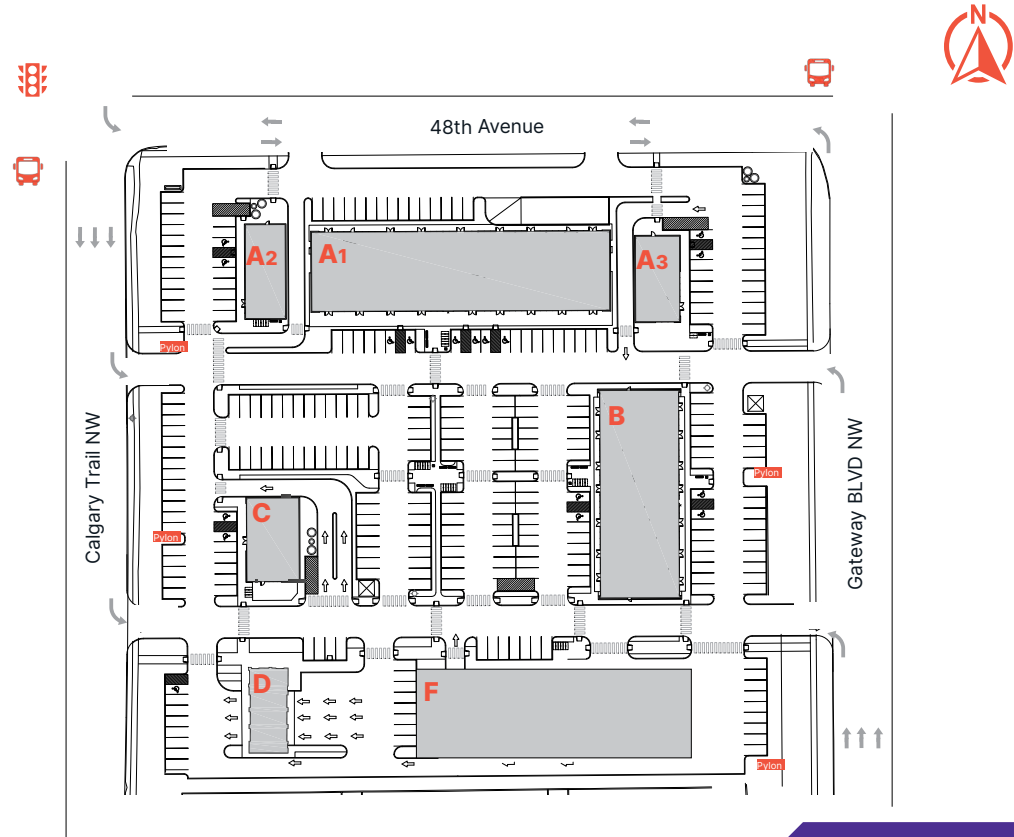 N
48th Avenue
A2
A1
A3
Pylon
B
Calgary Trail NW
Gateway BLVD NW
Pylon
C
Pylon
D
F
Pylon